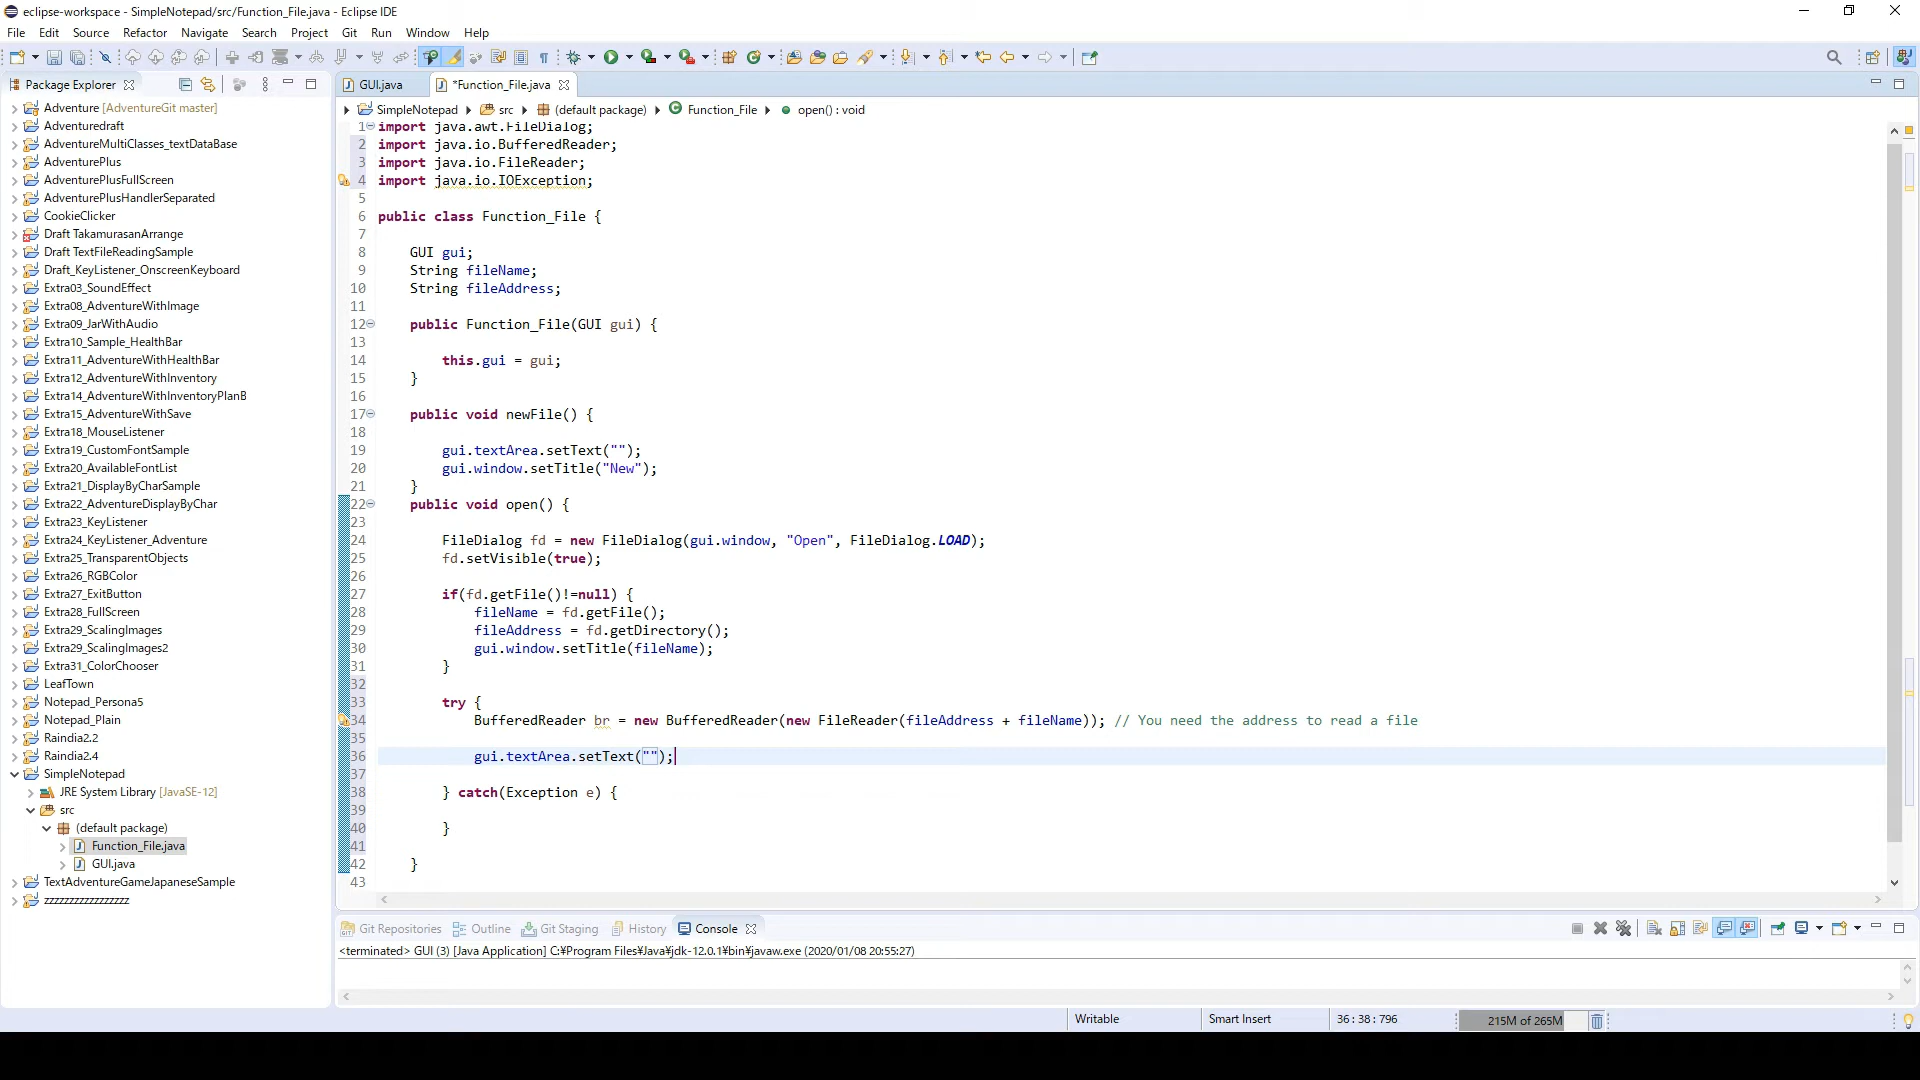 eclipse-workspace - SimpleNotepad/src/Function_File.java - Eclipse IDE
File Edit Source Refactor Navigate Search Project Git Run Window Help
Package Explorer
Adventure [AdventureGit master]
Adventuredraft
AdventureMultiClasses_textDataBase
AdventurePlus
AdventurePlusFullScreen
AdventurePlusHandlerSeparated
CookieClicker
Draft TakamurasanArrange
Draft TextFileReadingSample
Draft_KeyListener_OnscreenKeyboard
Extra03_SoundEffect
Extra08_AdventureWithImage
Extra09_JarWithAudio
Extra10_Sample_HealthBar
Extra11_AdventureWithHealthBar
Extra12_AdventureWithInventory
Extra14_AdventureWithInventoryPlanB
Extra15_AdventureWithSave
Extra18_MouseListener
Extra19_CustomFontSample
Extra20_AvailableFontList
Extra21_DisplayByCharSample
Extra22_AdventureDisplayByChar
Extra23_KeyListener
Extra24_KeyListener_Adventure
Extra25_TransparentObjects
Extra26_RGBColor
Extra27_ExitButton
Extra28_FullScreen
Extra29_ScalingImages
Extra29_ScalingImages2
Extra31_ColorChooser
LeafTown
Notepad_Persona5
Notepad_Plain
Raindia2.2
Raindia2.4
SimpleNotepad
JRE System Library [JavaSE-12]
src
(default package)
Function_File.java
GUI.java
TextAdventureGameJapaneseSample
zzzzzzzzzzzzzzzzz
GUI.java *Function_File.java
SimpleNotepad src (default package) Function_File open() : void
1 import java.awt.FileDialog;
2 import java.io.BufferedReader;
3 import java.io.FileReader;
4 import java.io.IOException;
5
6 public class Function_File {
7
8 GUI gui;
9 String fileName;
10 String fileAddress;
11
12 public Function_File(GUI gui) {
13
14 this.gui = gui;
15 }
16
17 public void newFile() {
18
19 gui.textArea.setText("");
20 gui.window.setTitle("New");
21 }
22 public void open() {
23
24 FileDialog fd = new FileDialog(gui.window, "Open", FileDialog.LOAD);
25 fd.setVisible(true);
26
27 if(fd.getFile()!=null) {
28 fileName = fd.getFile();
29 fileAddress = fd.getDirectory();
30 gui.window.setTitle(fileName);
31 }
32
33 try {
34 BufferedReader br = new BufferedReader(new FileReader(fileAddress + fileName)); // You need the address to read a file
35
36 gui.textArea.setText("");
37
38 } catch(Exception e) {
39
40 }
41
42 }
43
Git Repositories Outline Git Staging History Console
<terminated> GUI (3) [Java Application] C:¥Program Files¥Java¥jdk-12.0.1¥bin¥javaw.exe (2020/01/08 20:55:27)
Writable Smart Insert 36 : 38 : 796 215M of 265M